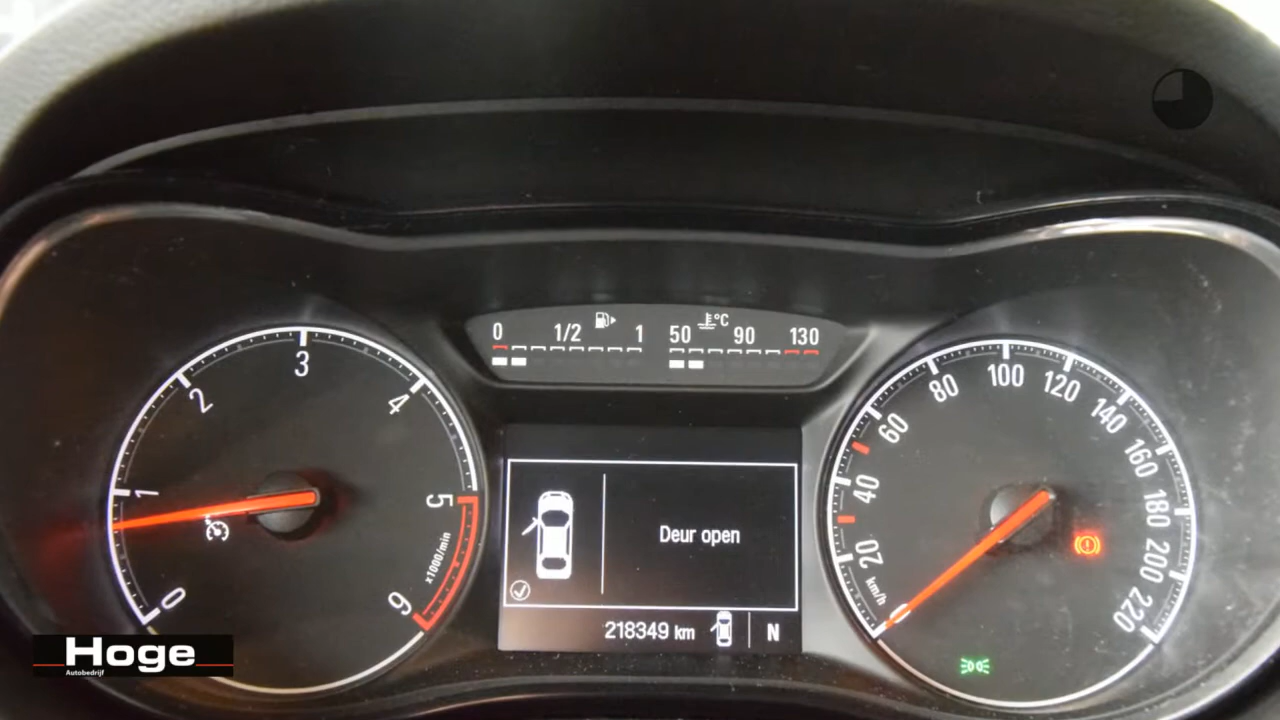 0 1/2 1 50 °C 90 130
0 1 2 3 4 5 6
x1000/min
Deur open
218349 km N
0 20 40 60 80 100 120 140 160 180 200 220
km/h
Hoge
Autobedrijf